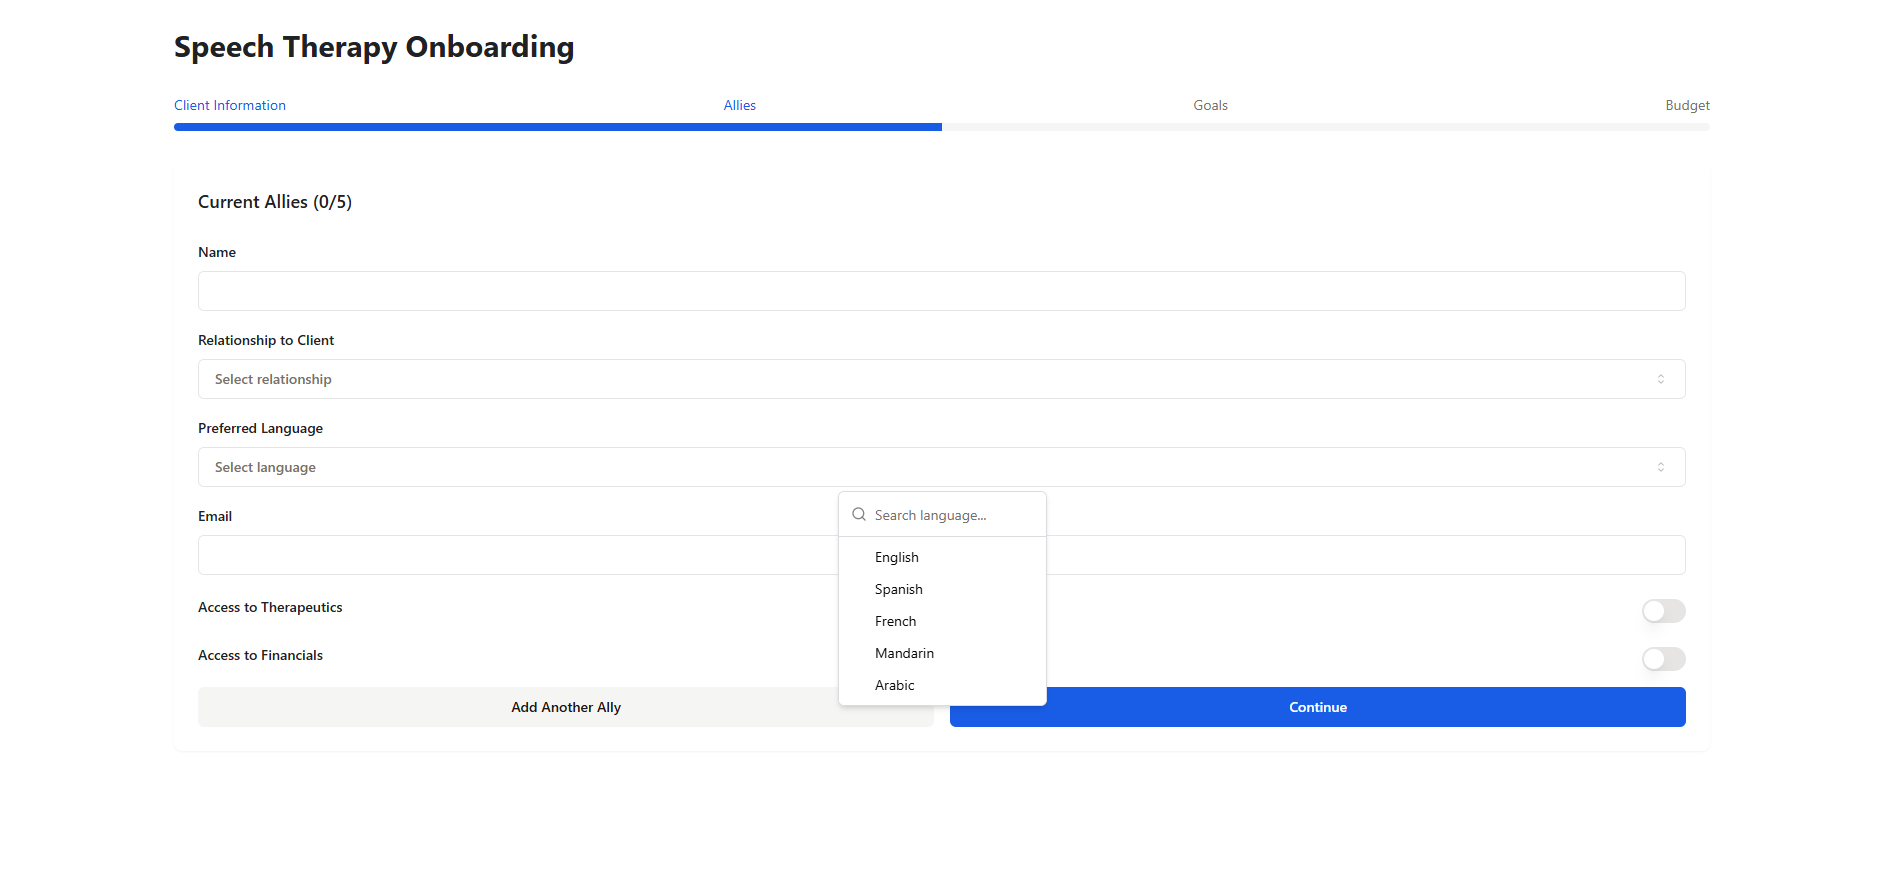 Speech Therapy Onboarding
Client Information Allies Goals Budget
Current Allies (0/5)
Name
Relationship to Client
Select relationship
Preferred Language
Select language
Email
Search language...
English
Spanish
French
Mandarin
Arabic
Access to Therapeutics
Access to Financials
Add Another Ally
Continue